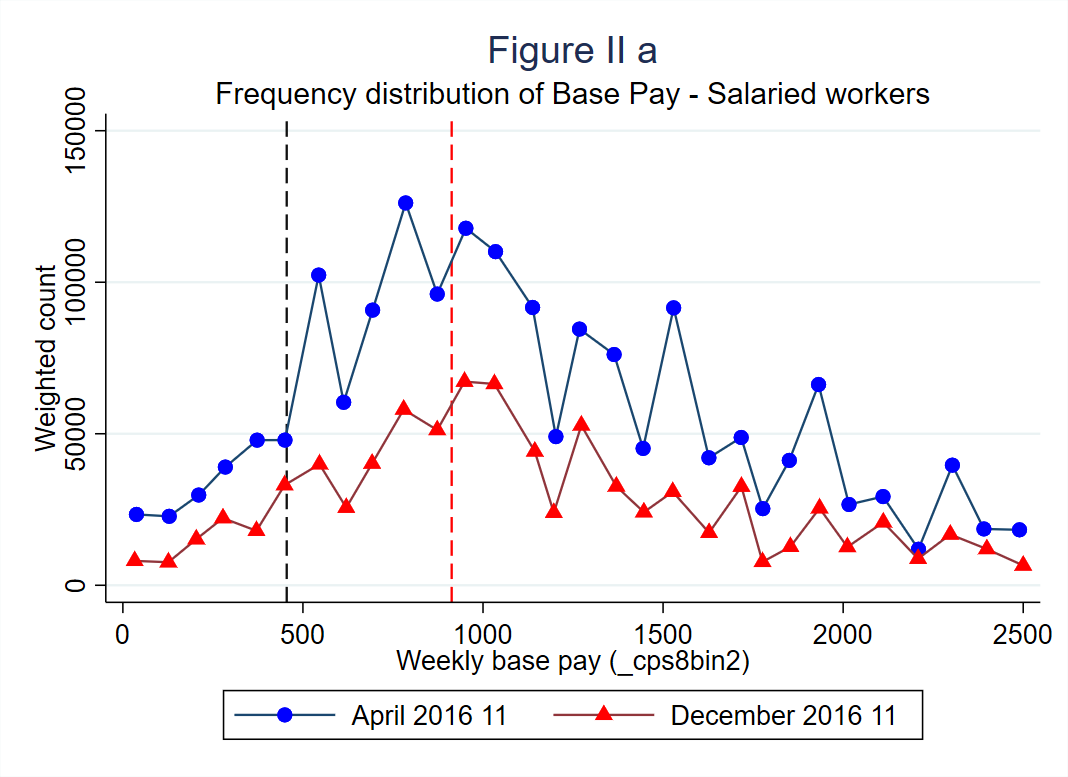 Figure II a
Frequency distribution of Base Pay - Salaried workers
Weighted count
150000
100000
50000
0
0 500 1000 1500 2000 2500
Weekly base pay (_cps8bin2)
April 2016 11 December 2016 11